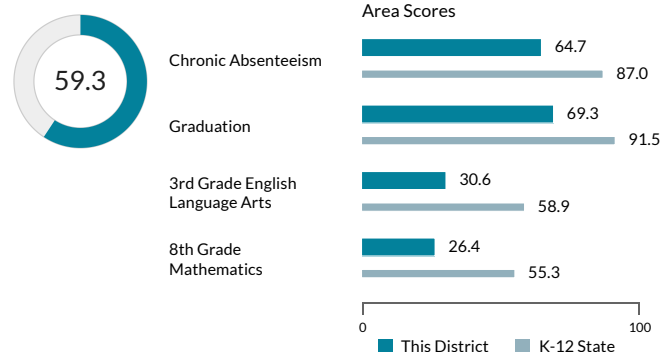 Area Scores
59.3
Chronic Absenteeism
64.7
87.0
Graduation
69.3
91.5
3rd Grade English
Language Arts
30.6
58.9
8th Grade
Mathematics
26.4
55.3
0
100
This District
K-12 State